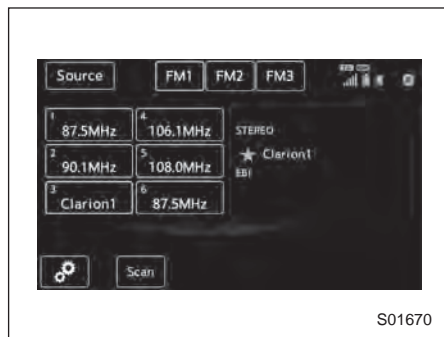 Source FM1 FM2 FM3
1 87.5MHz
4 106.1MHz
2 90.1MHz
5 108.0MHz
3 Clarion1
6 87.5MHz
STEREO
★ Clarion1
EBI
Scan
S01670